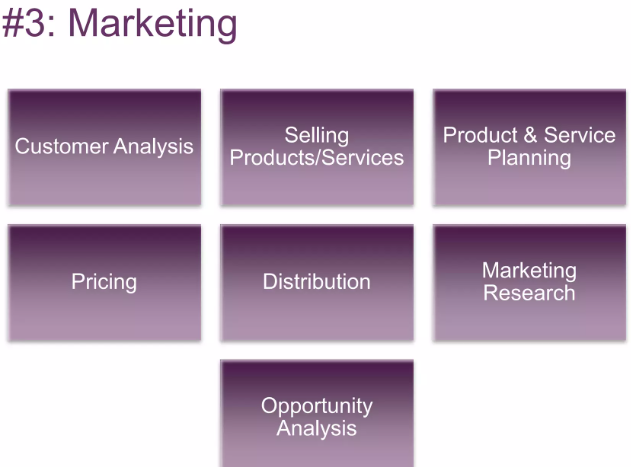 #3: Marketing
Customer Analysis
Selling
Products/Services
Product & Service
Planning
Pricing
Distribution
Marketing
Research
Opportunity
Analysis